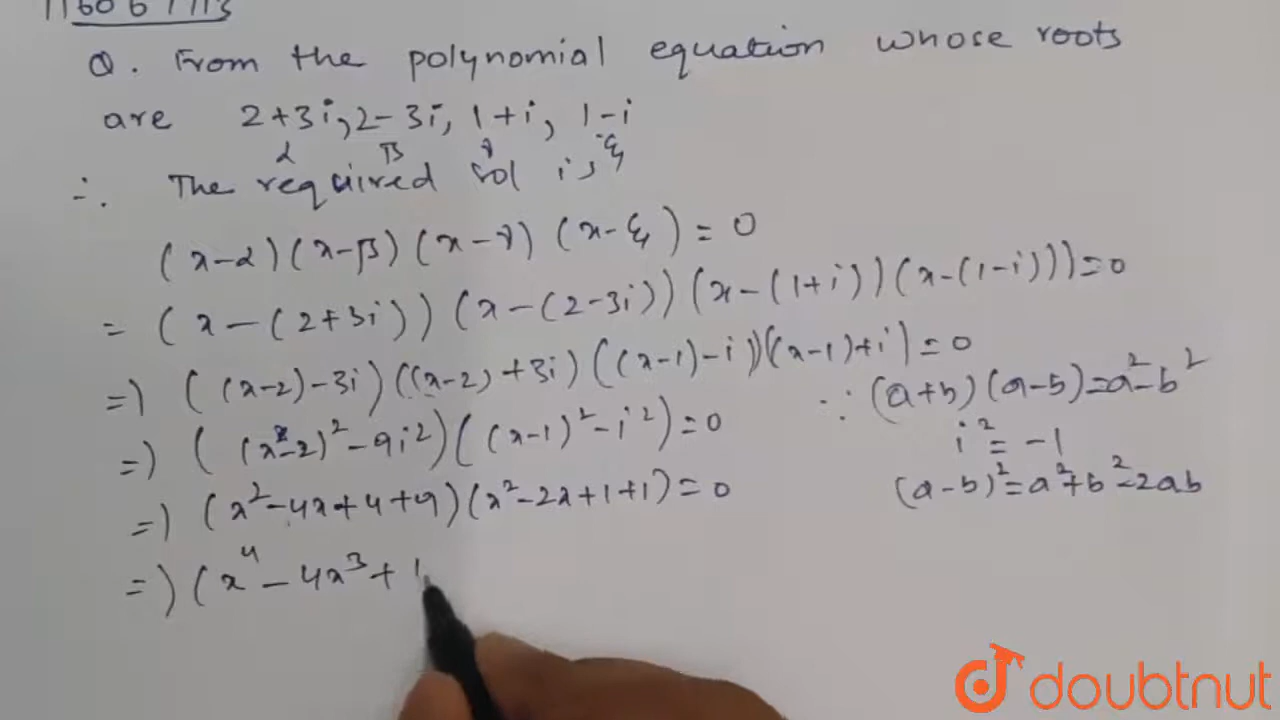 Q. From the polynomial equation whose roots
are 2+3i, 2-3i, 1+i, 1-i
α β γ ξ
∴ The required sol is
(x-α)(x-β)(x-γ)(x-ξ)=0
= (x-(2+3i))(x-(2-3i))(x-(1+i))(x-(1-i)))=0
=) ((x-2)-3i)((x-2)+3i)((x-1)-i)((x-1)+i)=0
∵ (a+b)(a-b)=a²-b²
=) ((x-2)²-9i²)((x-1)²-i²)=0
i²=-1
=) (x²-4x+4+9)(x²-2x+1+1)=0
(a-b)²=a²+b²-2ab
=) (x⁴-4x³+1
doubtnut